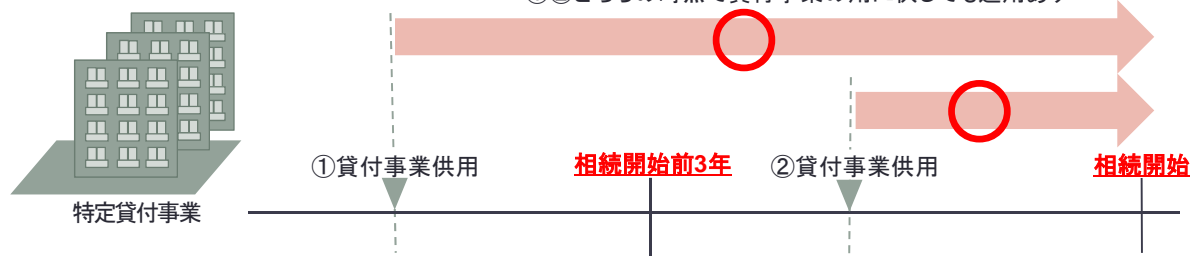 ①貸付事業供用
相続開始前3年
②貸付事業供用
相続開始
特定貸付事業